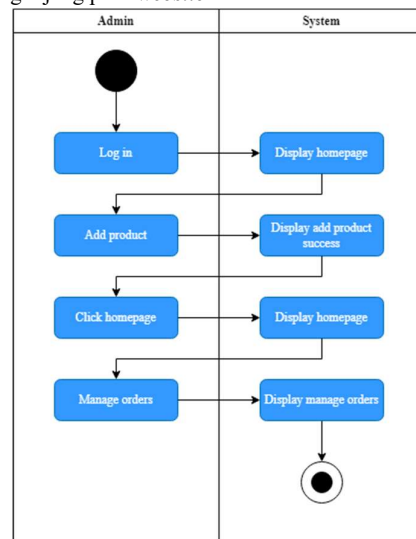 Admin
System
Log in
Display homepage
Add product
Display add product
success
Click homepage
Display homepage
Manage orders
Display manage orders